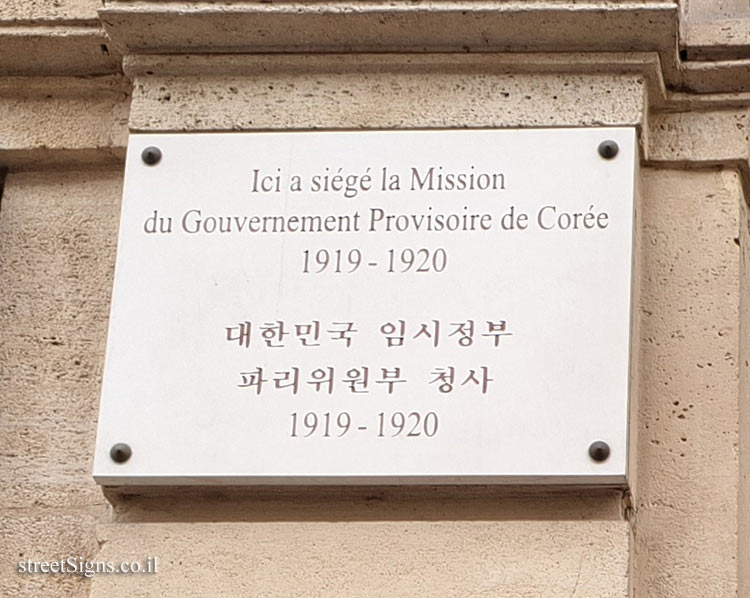 Ici a siégé la Mission
du Gouvernement Provisoire de Corée
1919 - 1920
대한민국 임시정부
파리위원부 청사
1919 - 1920
streetSigns.co.il